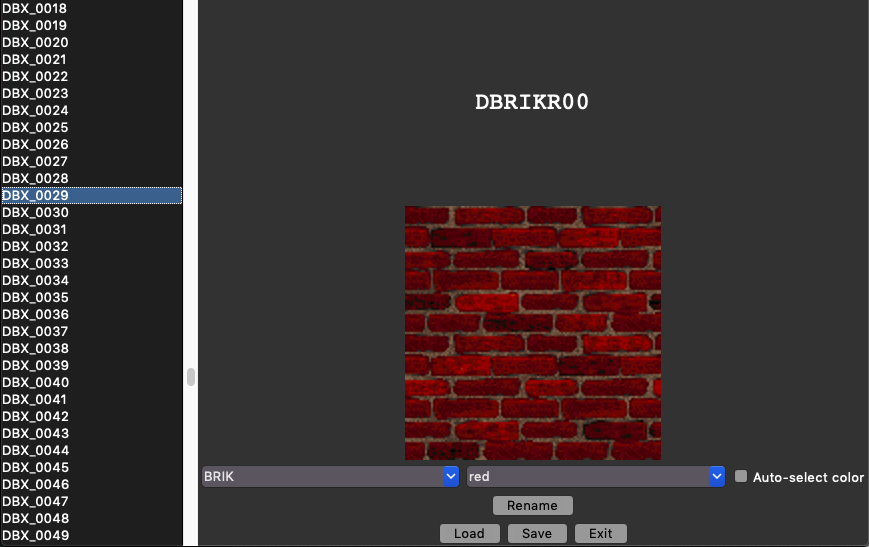 DBX_0018
DBX_0019
DBX_0020
DBX_0021
DBX_0022
DBX_0023
DBX_0024
DBX_0025
DBX_0026
DBX_0027
DBX_0028
DBX_0029
DBX_0030
DBX_0031
DBX_0032
DBX_0033
DBX_0034
DBX_0035
DBX_0036
DBX_0037
DBX_0038
DBX_0039
DBX_0040
DBX_0041
DBX_0042
DBX_0043
DBX_0044
DBX_0045
DBX_0046
DBX_0047
DBX_0048
DBX_0049
DBRIKR00
BRIK red Auto-select color
Rename
Load Save Exit